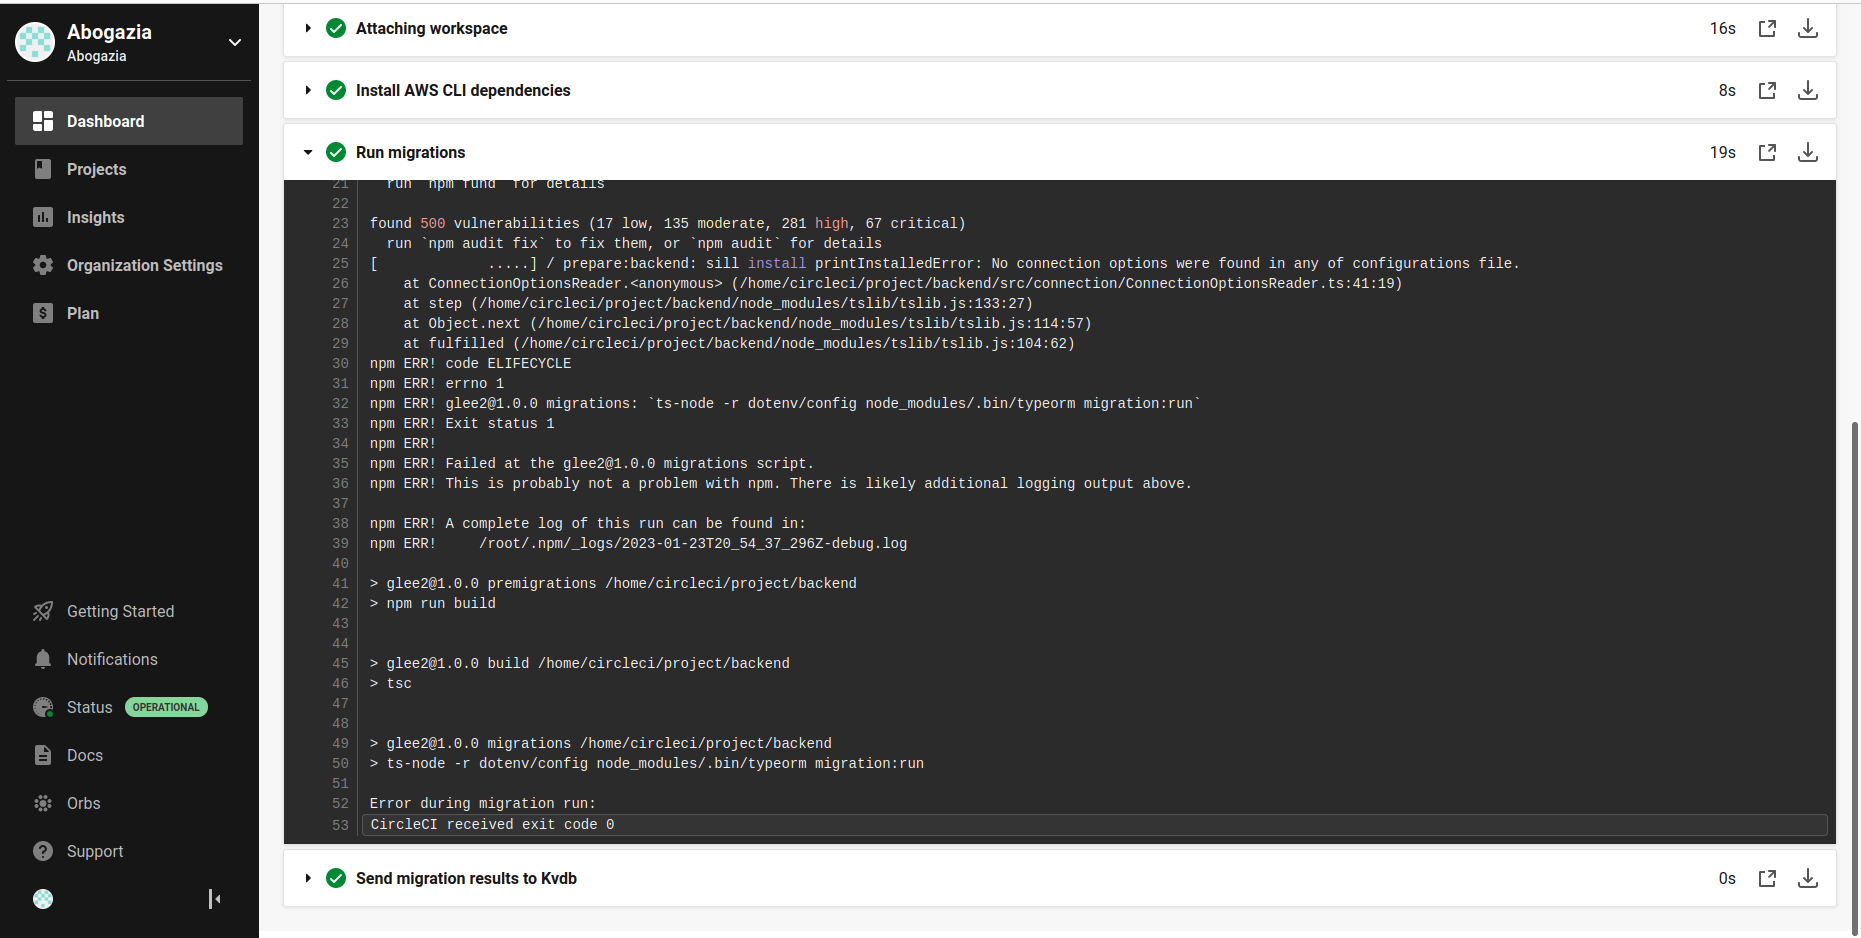 Abogazia
Abogazia
Dashboard
Projects
Insights
Organization Settings
Plan
Getting Started
Notifications
Status OPERATIONAL
Docs
Orbs
Support
Attaching workspace 16s
Install AWS CLI dependencies 8s
Run migrations 19s
21 run `npm fund` for details
22
23 found 500 vulnerabilities (17 low, 135 moderate, 281 high, 67 critical)
24 run `npm audit fix` to fix them, or `npm audit` for details
25 [ .....] / prepare:backend: sill install printInstalledError: No connection options were found in any of configurations file.
26 at ConnectionOptionsReader.<anonymous> (/home/circleci/project/backend/src/connection/ConnectionOptionsReader.ts:41:19)
27 at step (/home/circleci/project/backend/node_modules/tslib/tslib.js:133:27)
28 at Object.next (/home/circleci/project/backend/node_modules/tslib/tslib.js:114:57)
29 at fulfilled (/home/circleci/project/backend/node_modules/tslib/tslib.js:104:62)
30 npm ERR! code ELIFECYCLE
31 npm ERR! errno 1
32 npm ERR! glee2@1.0.0 migrations: `ts-node -r dotenv/config node_modules/.bin/typeorm migration:run`
33 npm ERR! Exit status 1
34 npm ERR!
35 npm ERR! Failed at the glee2@1.0.0 migrations script.
36 npm ERR! This is probably not a problem with npm. There is likely additional logging output above.
37
38 npm ERR! A complete log of this run can be found in:
39 npm ERR! /root/.npm/_logs/2023-01-23T20_54_37_296Z-debug.log
40
41 > glee2@1.0.0 premigrations /home/circleci/project/backend
42 > npm run build
43
44
45 > glee2@1.0.0 build /home/circleci/project/backend
46 > tsc
47
48
49 > glee2@1.0.0 migrations /home/circleci/project/backend
50 > ts-node -r dotenv/config node_modules/.bin/typeorm migration:run
51
52 Error during migration run:
53 CircleCI received exit code 0
Send migration results to Kvdb 0s